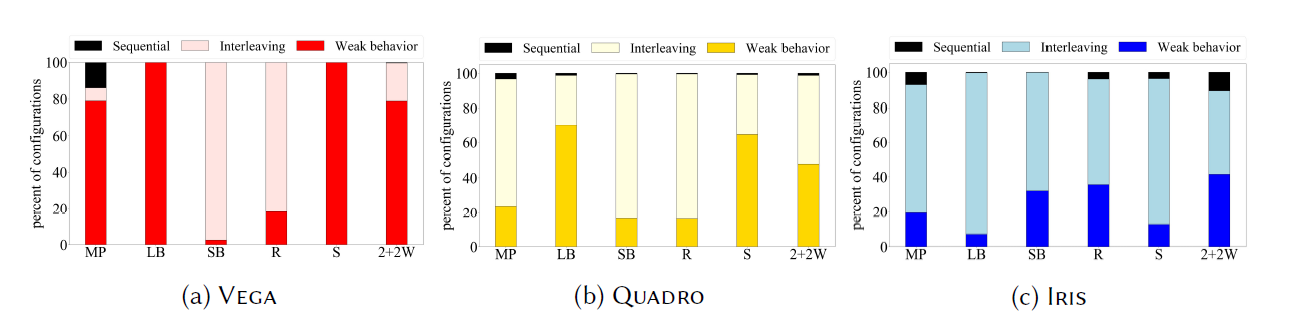 Sequential Interleaving Weak behavior
percent of configurations
100
80
60
40
20
0
MP LB SB R S 2+2W
(a) VEGA
Sequential Interleaving Weak behavior
percent of configurations
100
80
60
40
20
0
MP LB SB R S 2+2W
(b) QUADRO
Sequential Interleaving Weak behavior
percent of configurations
100
80
60
40
20
0
MP LB SB R S 2+2W
(c) IRIS